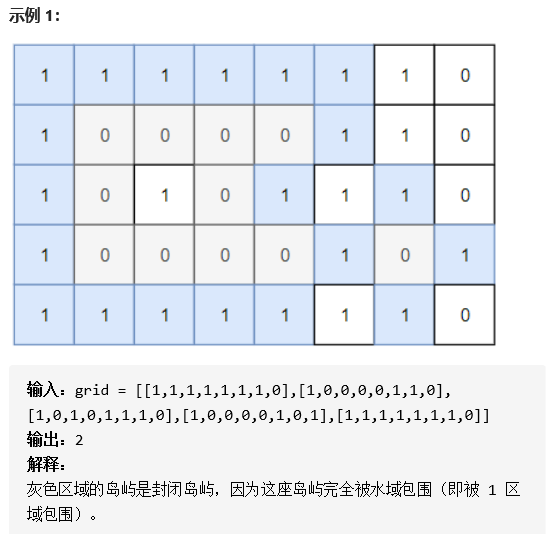 示例 1：
1 1 1 1 1 1 1 0
1 0 0 0 0 1 1 0
1 0 1 0 1 1 1 0
1 0 0 0 0 1 0 1
1 1 1 1 1 1 1 0
输入：grid = [[1,1,1,1,1,1,1,0],[1,0,0,0,0,1,1,0],
[1,0,1,0,1,1,1,0],[1,0,0,0,0,1,0,1],[1,1,1,1,1,1,1,0]]
输出：2
解释：
灰色区域的岛屿是封闭岛屿，因为这座岛屿完全被水域包围（即被 1 区
域包围）。